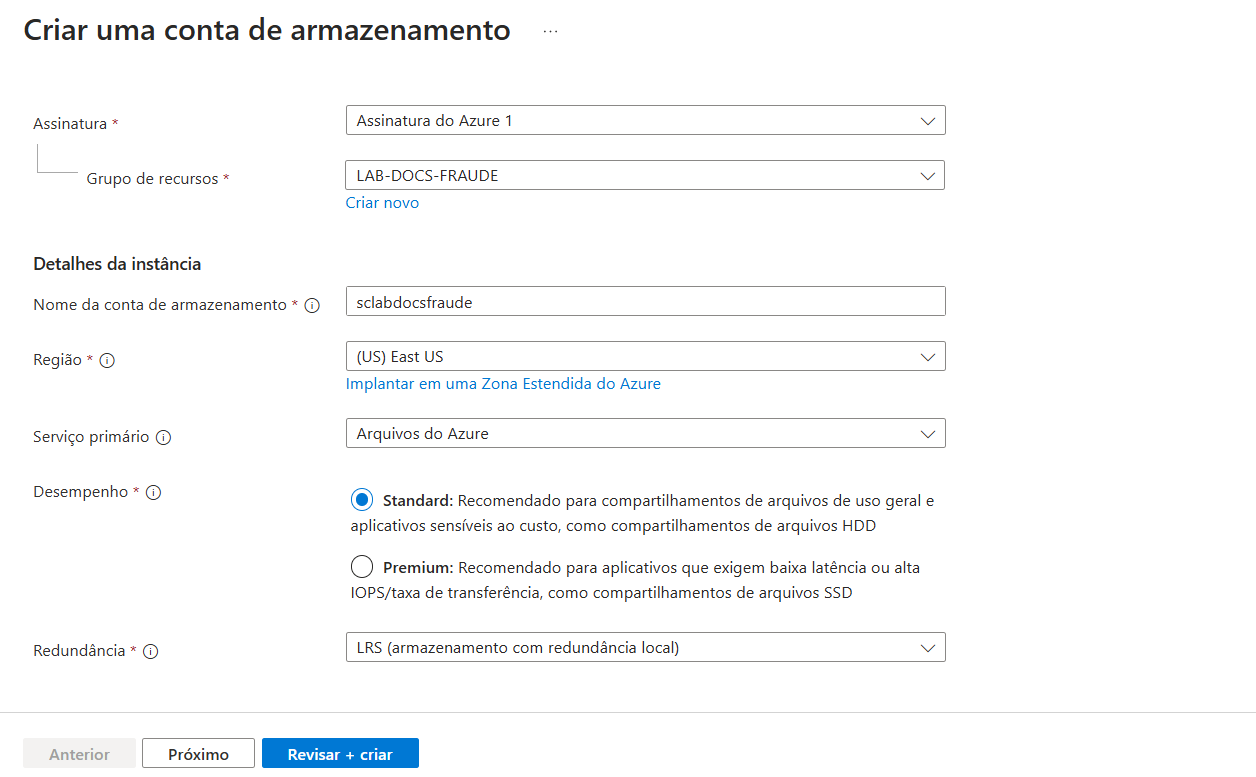 Criar uma conta de armazenamento ...
Assinatura *
Assinatura do Azure 1
Grupo de recursos *
LAB-DOCS-FRAUDE
Criar novo
Detalhes da instância
Nome da conta de armazenamento *
sclabdocsfraude
Região *
(US) East US
Implantar em uma Zona Estendida do Azure
Serviço primário
Arquivos do Azure
Desempenho *
Standard: Recomendado para compartilhamentos de arquivos de uso geral e
aplicativos sensíveis ao custo, como compartilhamentos de arquivos HDD
Premium: Recomendado para aplicativos que exigem baixa latência ou alta
IOPS/taxa de transferência, como compartilhamentos de arquivos SSD
Redundância *
LRS (armazenamento com redundância local)
Anterior
Próximo
Revisar + criar